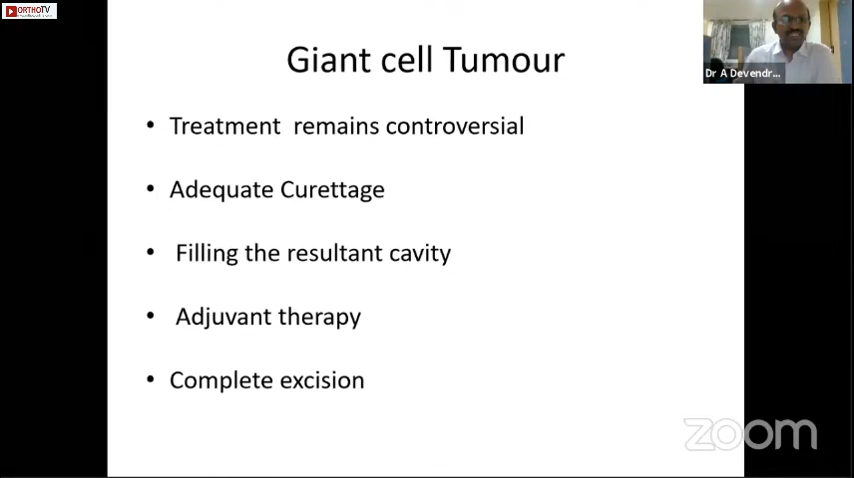 ORTHOTV
Giant cell Tumour
Dr A Devendr...
• Treatment remains controversial
• Adequate Curettage
• Filling the resultant cavity
• Adjuvant therapy
• Complete excision
zoom